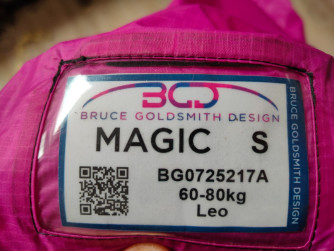 BGD
BRUCE GOLDSMITH DESIGN
MAGIC S
BG0725217A
60-80kg
Leo
BRUCE GOLDSMITH DESIGN